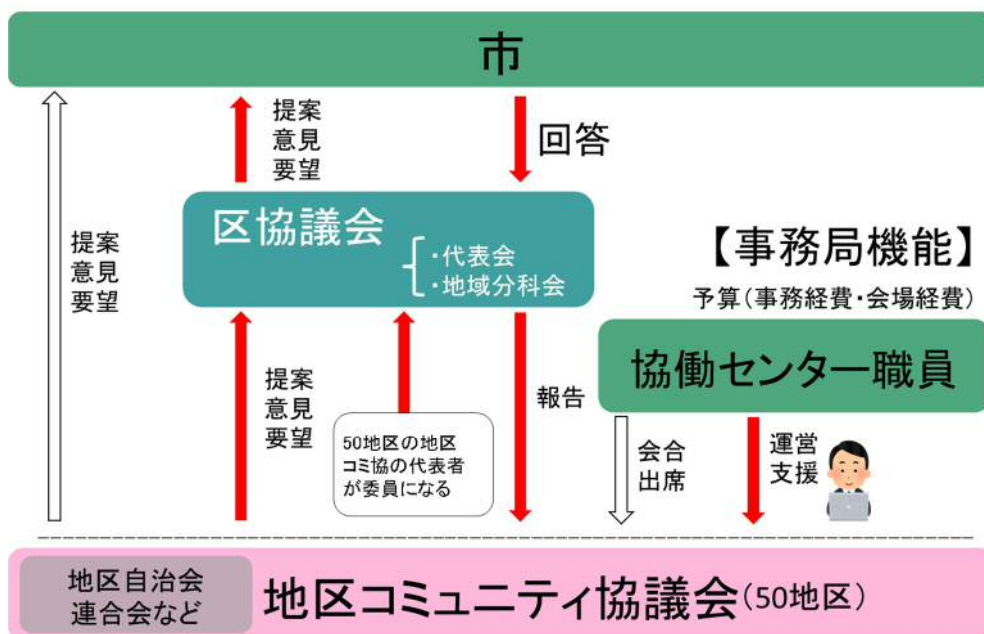 市
提案
意見
要望
回答
提案
意見
要望
区協議会
・代表会
・地域分科会
【事務局機能】
予算(事務経費・会場経費)
協働センター職員
提案
意見
要望
50地区の地区
コミ協の代表者
が委員になる
報告
会合
出席
運営
支援
地区自治会
連合会など
地区コミュニティ協議会(50地区)